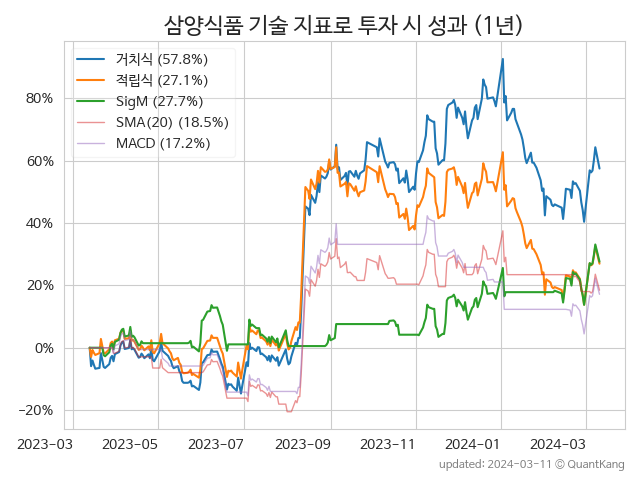 삼양식품 기술 지표로 투자 시 성과 (1년)
거치식 (57.8%)
적립식 (27.1%)
SigM (27.7%)
SMA(20) (18.5%)
MACD (17.2%)
80%
60%
40%
20%
0%
−20%
2023-03 2023-05 2023-07 2023-09 2023-11 2024-01 2024-03
updated: 2024-03-11 © QuantKang